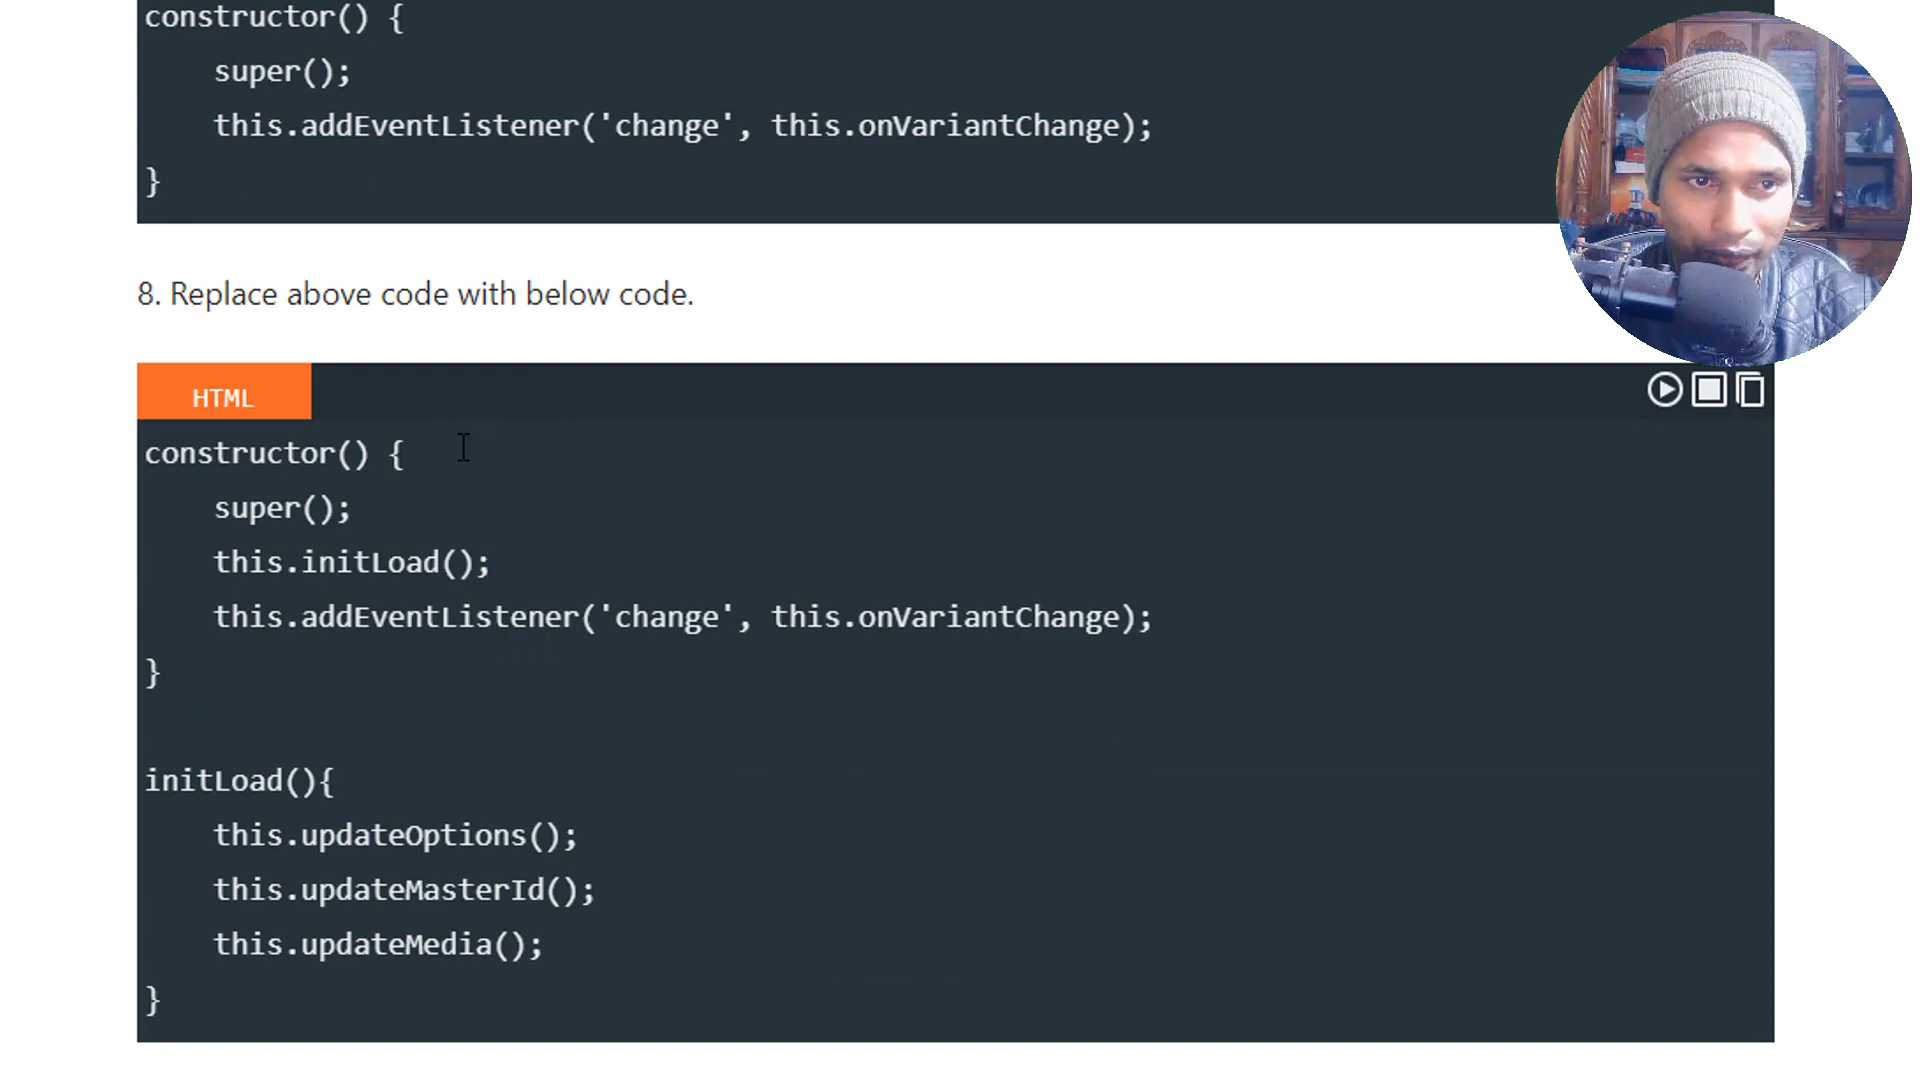 constructor() {
super();
this.addEventListener('change', this.onVariantChange);
}
8. Replace above code with below code.
HTML
constructor() {
super();
this.initLoad();
this.addEventListener('change', this.onVariantChange);
}
initLoad(){
this.updateOptions();
this.updateMasterId();
this.updateMedia();
}